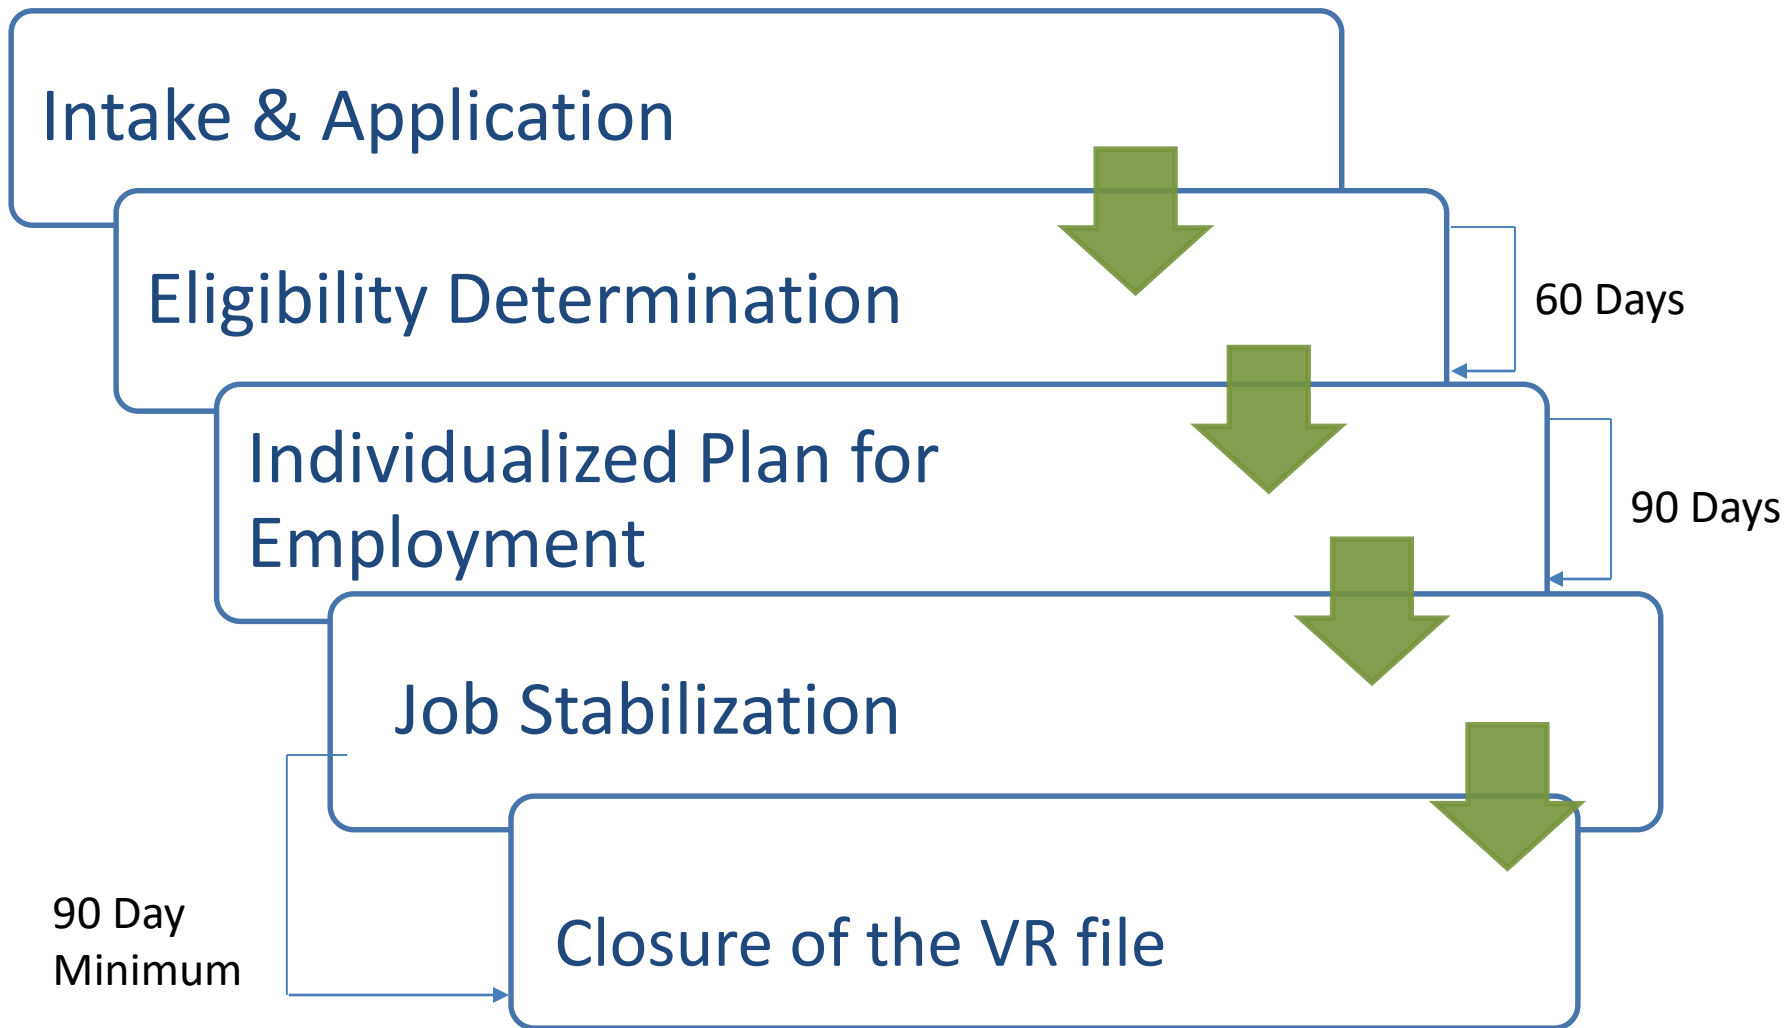 Intake & Application
Eligibility Determination
60 Days
Individualized Plan for
Employment
90 Days
Job Stabilization
90 Day
Minimum
Closure of the VR file